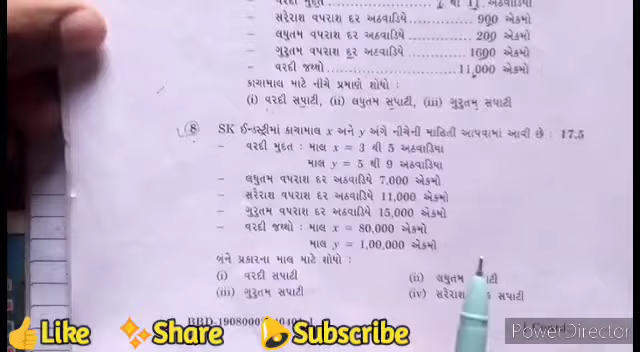 વરદી મુદત .......................... 7 થી 11 અઠવાડિયાં
- સરેરાશ વપરાશ દર અઠવાડિયે ................ 900 એકમો
- લઘુતમ વપરાશ દર અઠવાડિયે ................ 200 એકમો
- ગુરુતમ વપરાશ દર અઠવાડિયે ................ 1600 એકમો
- વરદી જથ્થો ................................ 11,000 એકમો
કાચામાલ માટે નીચે પ્રમાણે શોધો :
(i) વરદી સપાટી, (ii) લઘુતમ સપાટી, (iii) ગુરુતમ સપાટી
(8) SK ઈન્ડસ્ટ્રીમાં કાચામાલ x અને y અંગે નીચેની માહિતી આપવામાં આવી છે : 17.5
- વરદી મુદત : માલ x = 3 થી 5 અઠવાડિયા
માલ y = 5 થી 9 અઠવાડિયા
- લઘુતમ વપરાશ દર અઠવાડિયે 7,000 એકમો
- સરેરાશ વપરાશ દર અઠવાડિયે 11,000 એકમો
- ગુરુતમ વપરાશ દર અઠવાડિયે 15,000 એકમો
- વરદી જથ્થો : માલ x = 80,000 એકમો
માલ y = 1,00,000 એકમો
બંને પ્રકારના માલ માટે શોધો :
(i) વરદી સપાટી (ii) લઘુતમ
(iii) ગુરુતમ સપાટી (iv) સરેરાશ સપાટી
Like Share Subscribe
PowerDirector